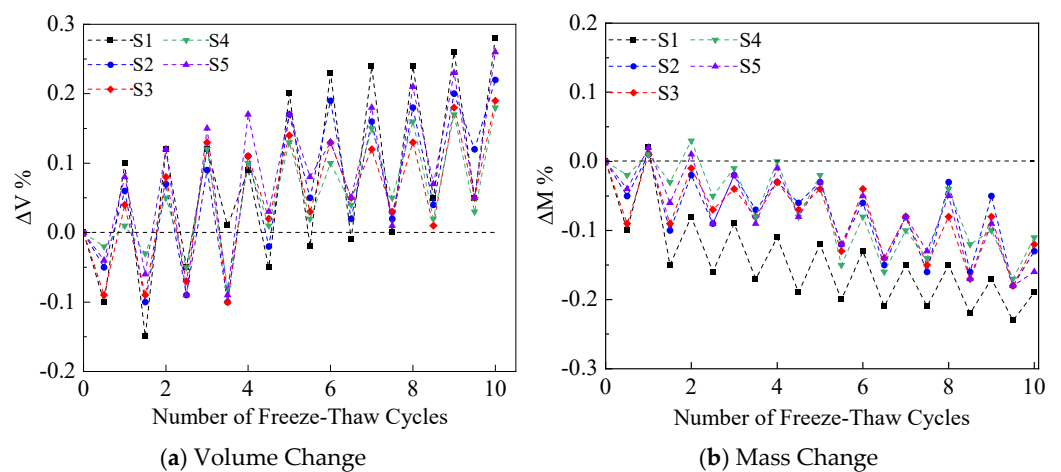 0.3
0.2
0.1
0.0
-0.1
-0.2
ΔV %
S1
S2
S3
S4
S5
0 2 4 6 8 10
Number of Freeze-Thaw Cycles
(a) Volume Change
0.2
0.1
0.0
-0.1
-0.2
-0.3
ΔM %
S1
S2
S3
S4
S5
0 2 4 6 8 10
Number of Freeze-Thaw Cycles
(b) Mass Change